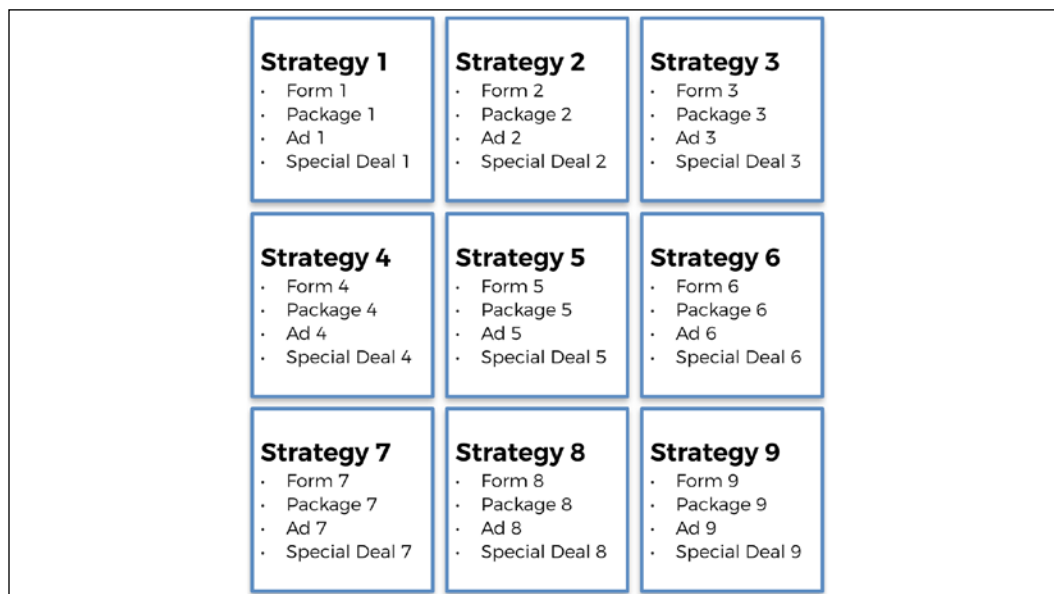 Strategy 1
· Form 1
· Package 1
· Ad 1
· Special Deal 1
Strategy 2
· Form 2
· Package 2
· Ad 2
· Special Deal 2
Strategy 3
· Form 3
· Package 3
· Ad 3
· Special Deal 3
Strategy 4
· Form 4
· Package 4
· Ad 4
· Special Deal 4
Strategy 5
· Form 5
· Package 5
· Ad 5
· Special Deal 5
Strategy 6
· Form 6
· Package 6
· Ad 6
· Special Deal 6
Strategy 7
· Form 7
· Package 7
· Ad 7
· Special Deal 7
Strategy 8
· Form 8
· Package 8
· Ad 8
· Special Deal 8
Strategy 9
· Form 9
· Package 9
· Ad 9
· Special Deal 9